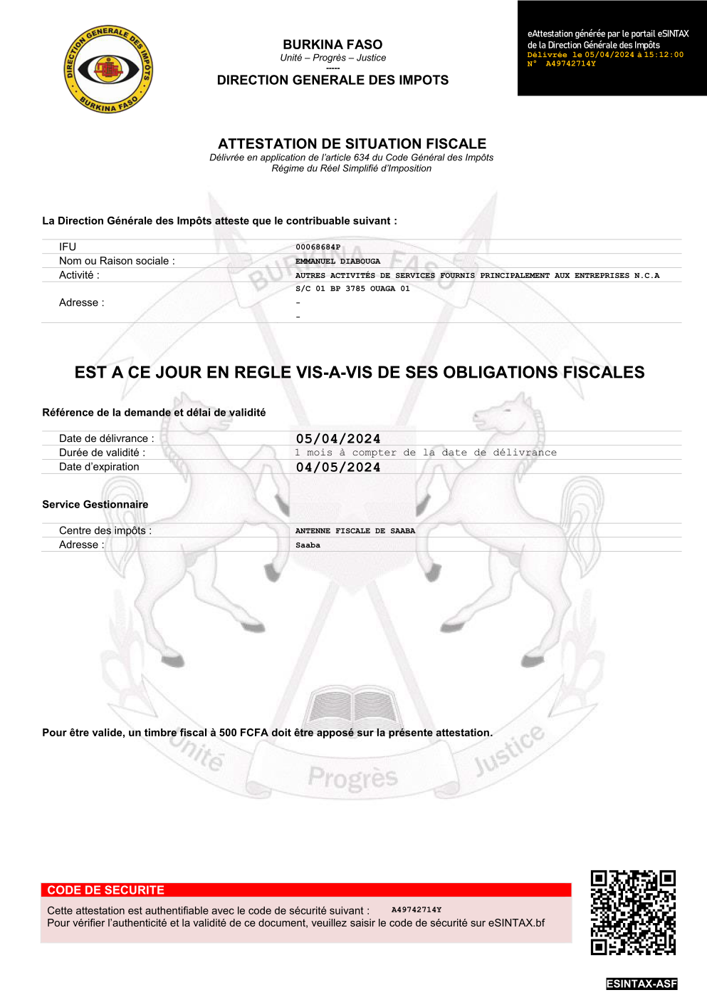 DIRECTION GENERALE DES IMPÔTS
BURKINA FASO
BURKINA FASO
Unité – Progrès – Justice
-----
DIRECTION GENERALE DES IMPOTS
eAttestation générée par le portail eSINTAX
de la Direction Générale des Impôts
Délivrée le 05/04/2024 à 15:12:00
N° A49742714Y
ATTESTATION DE SITUATION FISCALE
Délivrée en application de l'article 634 du Code Général des Impôts
Régime du Réel Simplifié d'Imposition
La Direction Générale des Impôts atteste que le contribuable suivant :
IFU 00068684P
Nom ou Raison sociale : EMMANUEL DIABOUGA
Activité : AUTRES ACTIVITÉS DE SERVICES FOURNIS PRINCIPALEMENT AUX ENTREPRISES N.C.A
S/C 01 BP 3785 OUAGA 01
Adresse : -
-
BURKINA FASO
EST A CE JOUR EN REGLE VIS-A-VIS DE SES OBLIGATIONS FISCALES
Référence de la demande et délai de validité
Date de délivrance : 05/04/2024
Durée de validité : 1 mois à compter de la date de délivrance
Date d'expiration 04/05/2024
Service Gestionnaire
Centre des impôts : ANTENNE FISCALE DE SAABA
Adresse : Saaba
Pour être valide, un timbre fiscal à 500 FCFA doit être apposé sur la présente attestation.
Unité
Progrès
Justice
CODE DE SECURITE
Cette attestation est authentifiable avec le code de sécurité suivant : A49742714Y
Pour vérifier l'authenticité et la validité de ce document, veuillez saisir le code de sécurité sur eSINTAX.bf
ESINTAX-ASF